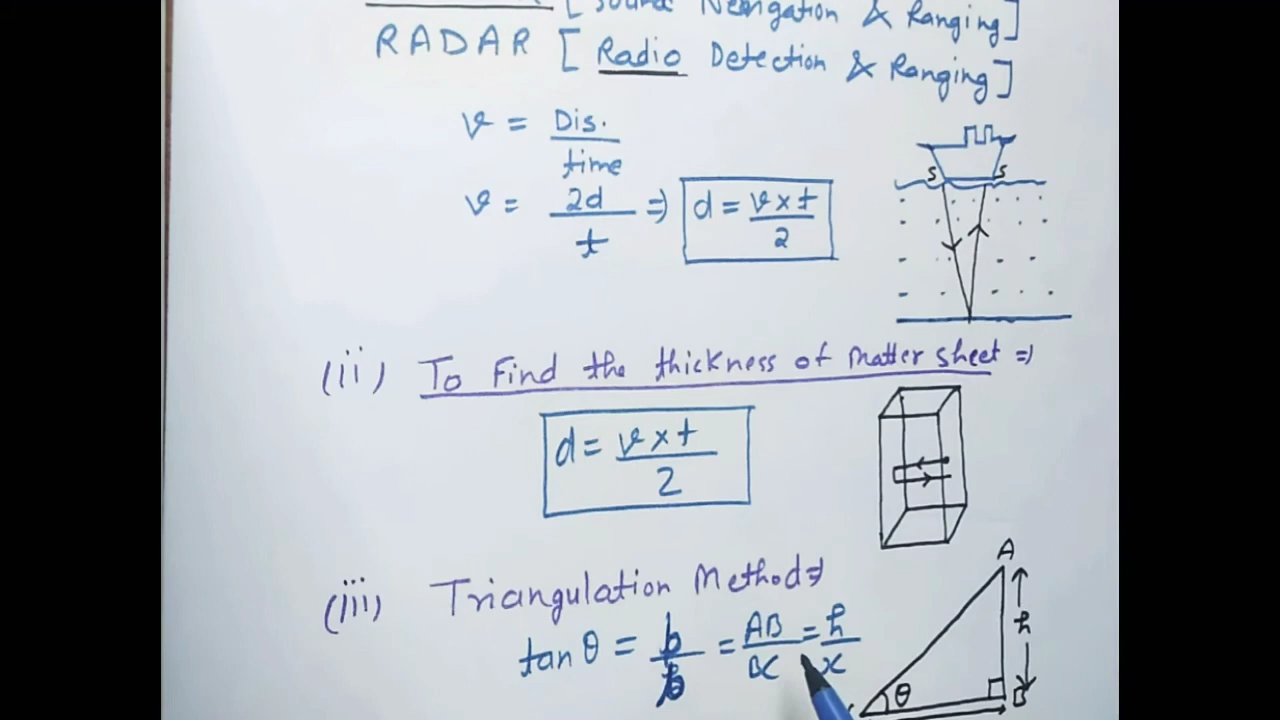 [ Sound Navigation & Ranging]
RADAR [ Radio Detection & Ranging]
v = Dis. / time
v = 2d / t ⇒ d = v x t / 2
S S
(ii) To Find the thickness of Matter sheet ⇒
d = v x t / 2
(iii) Triangulation Method ⇒
tan θ = = AB / BC = h / x
A
h
θ B